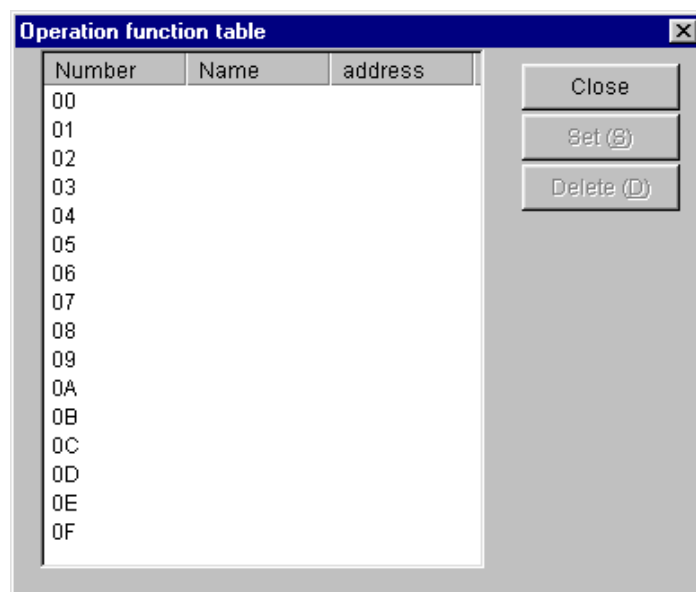 Operation function table
Number Name address
00
01
02
03
04
05
06
07
08
09
0A
0B
0C
0D
0E
0F
Close
Set (S)
Delete (D)